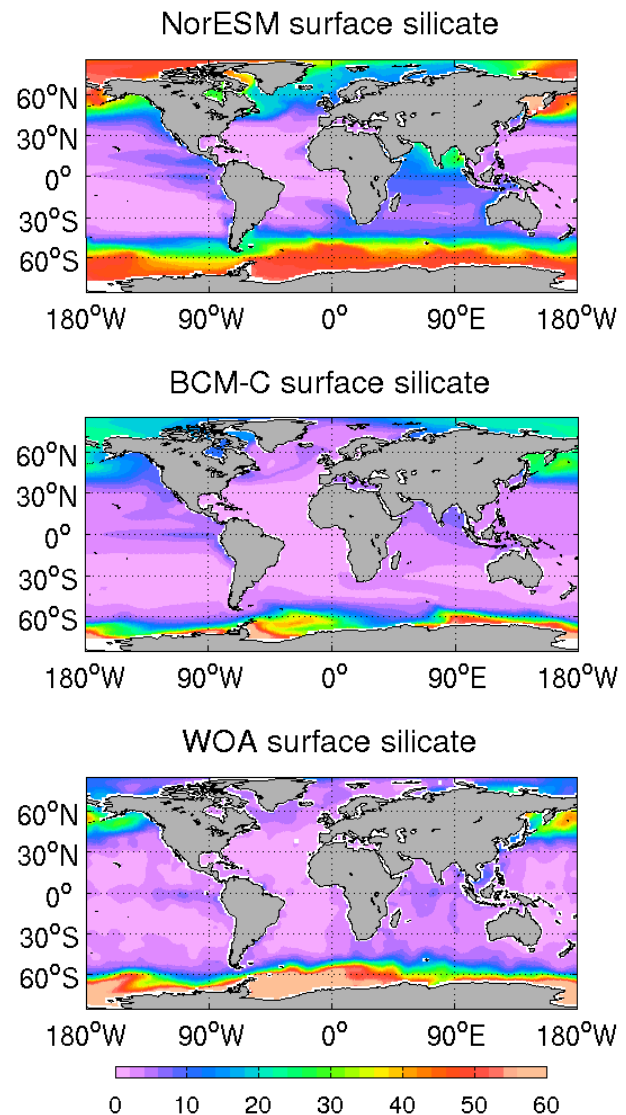 NorESM surface silicate
60°N
30°N
0°
30°S
60°S
180°W 90°W 0° 90°E 180°W
BCM-C surface silicate
60°N
30°N
0°
30°S
60°S
180°W 90°W 0° 90°E 180°W
WOA surface silicate
60°N
30°N
0°
30°S
60°S
180°W 90°W 0° 90°E 180°W
0 10 20 30 40 50 60